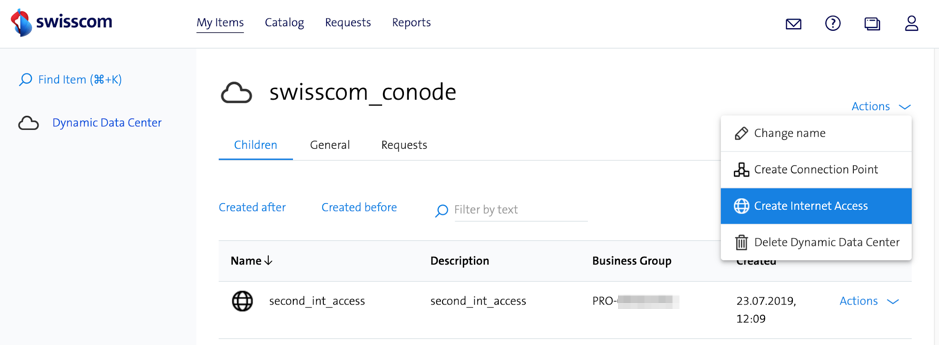 swisscom
My Items Catalog Requests Reports
Find Item (⌘+K)
Dynamic Data Center
swisscom_conode
Actions
Change name
Create Connection Point
Create Internet Access
Delete Dynamic Data Center
Children General Requests
Created after Created before Filter by text
Name Description Business Group Created
second_int_access second_int_access PRO- 23.07.2019, Actions
12:09